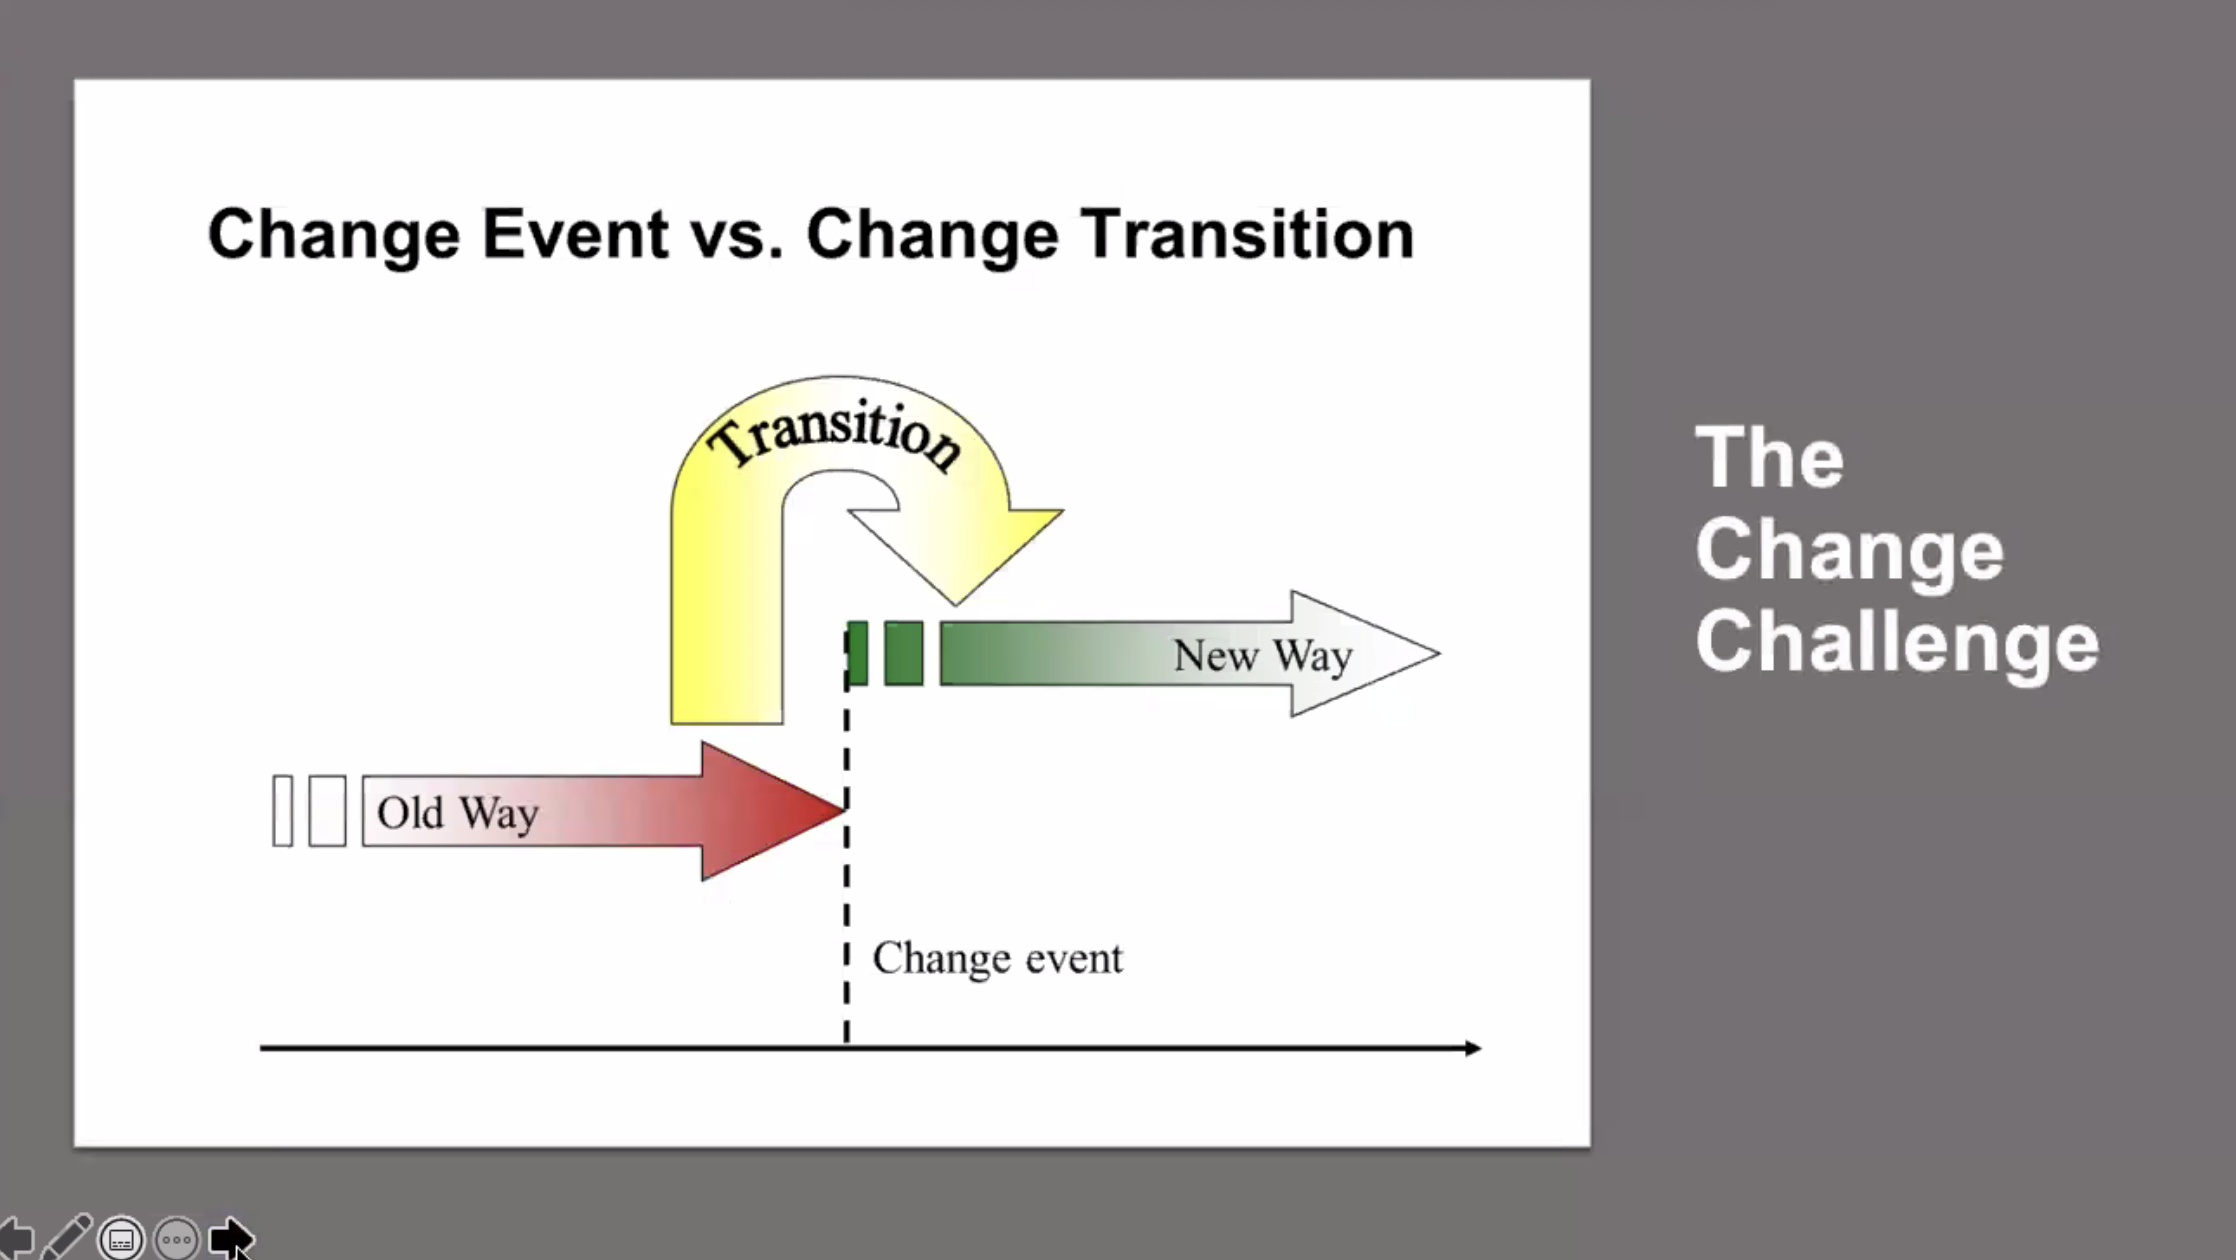 Change Event vs. Change Transition
Transition
New Way
Old Way
Change event
The
Change
Challenge